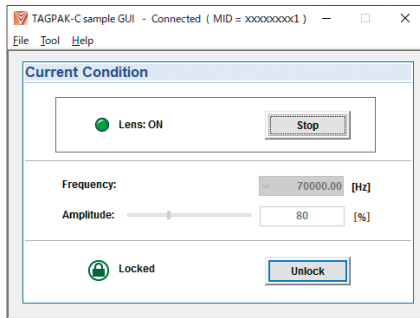 TAGPAK-C sample GUI - Connected ( MID = xxxxxxxx1 )
File Tool Help
Current Condition
Lens: ON
Stop
Frequency:
70000.00 [Hz]
Amplitude:
80 [%]
Locked
Unlock